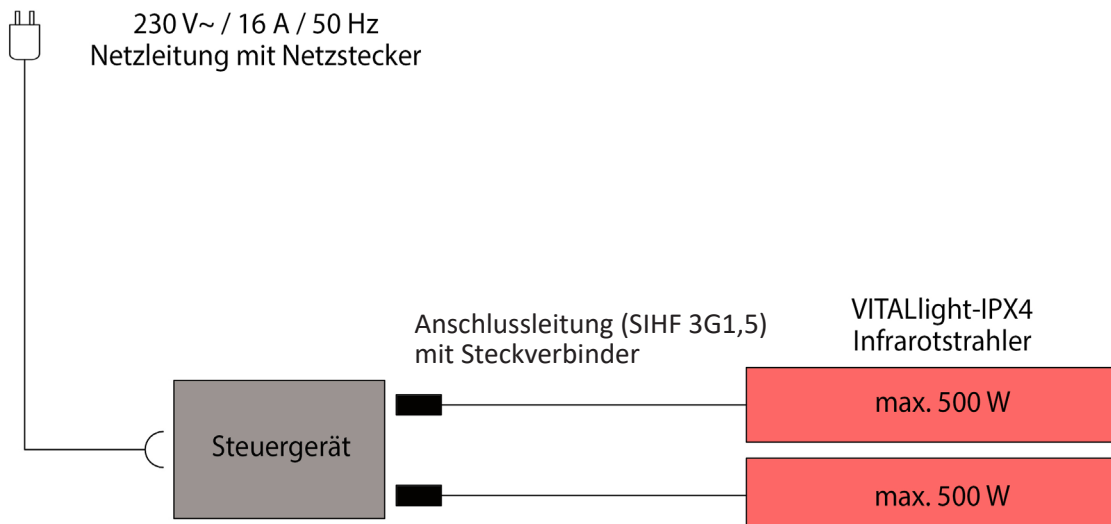 230 V~ / 16 A / 50 Hz
Netzleitung mit Netzstecker
Anschlussleitung (SIHF 3G1,5)
mit Steckverbinder
VITALlight-IPX4
Infrarotstrahler
Steuergerät
max. 500 W
max. 500 W